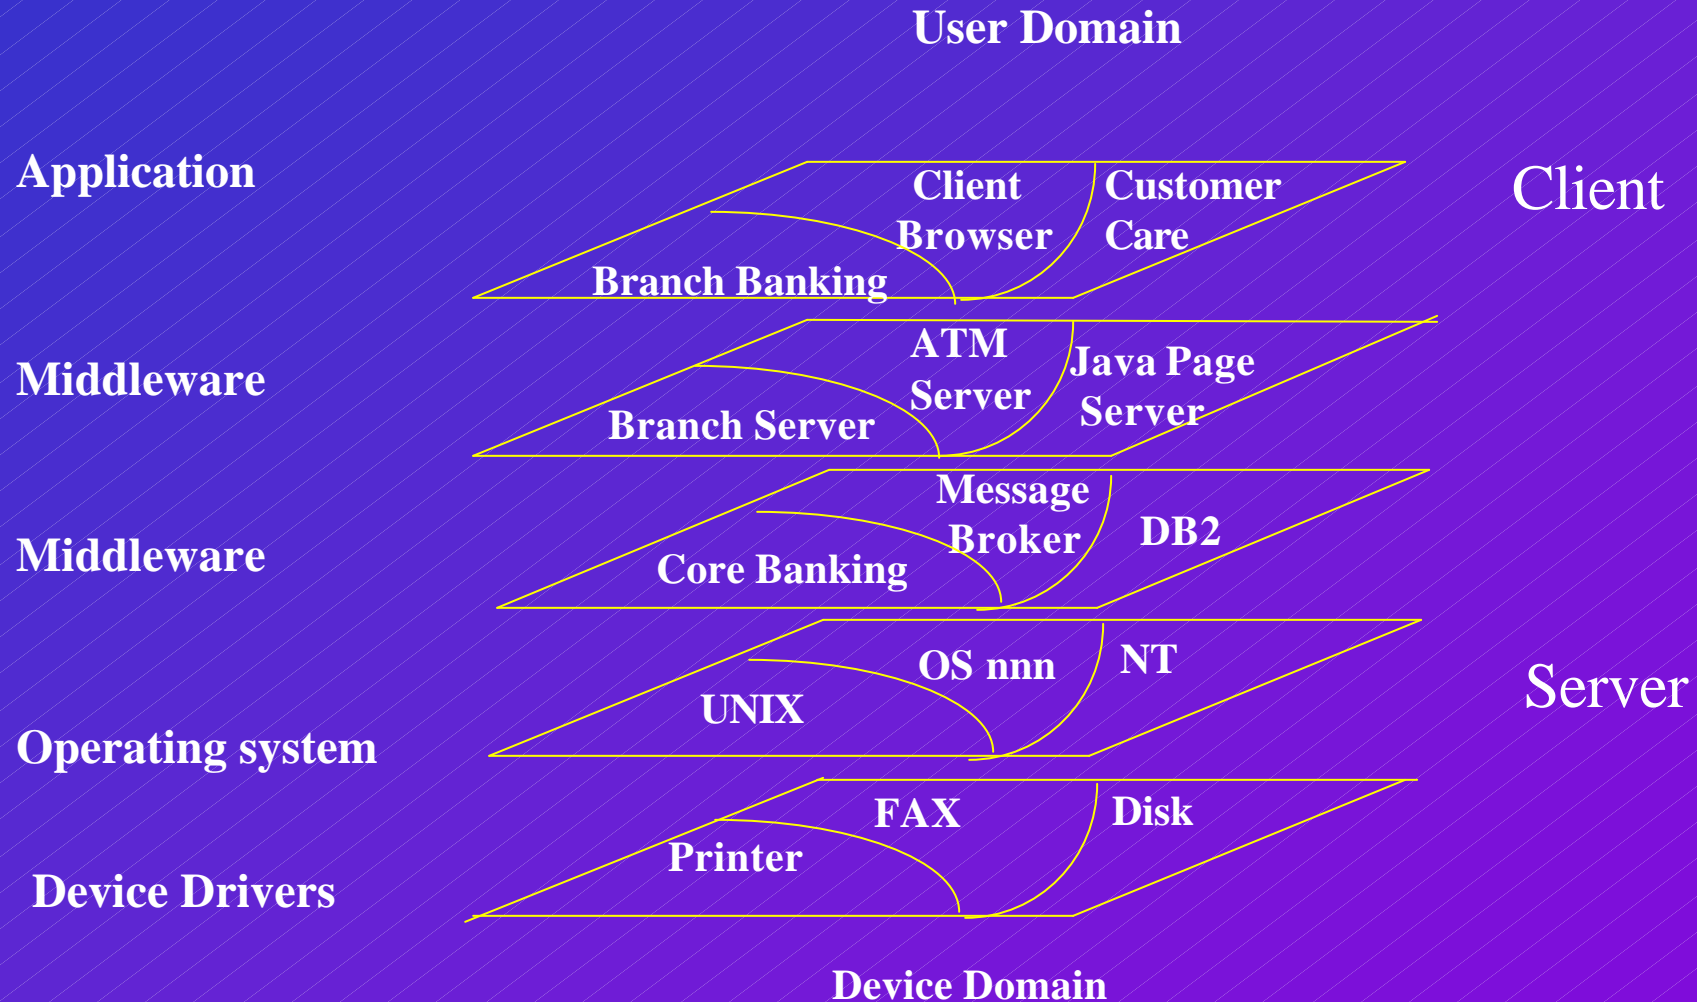 User Domain
Application
Client
Browser
Customer
Care
Branch Banking
Client
Middleware
ATM
Server
Java Page
Server
Branch Server
Middleware
Message
Broker
DB2
Core Banking
OS nnn
NT
UNIX
Server
Operating system
FAX
Disk
Printer
Device Drivers
Device Domain